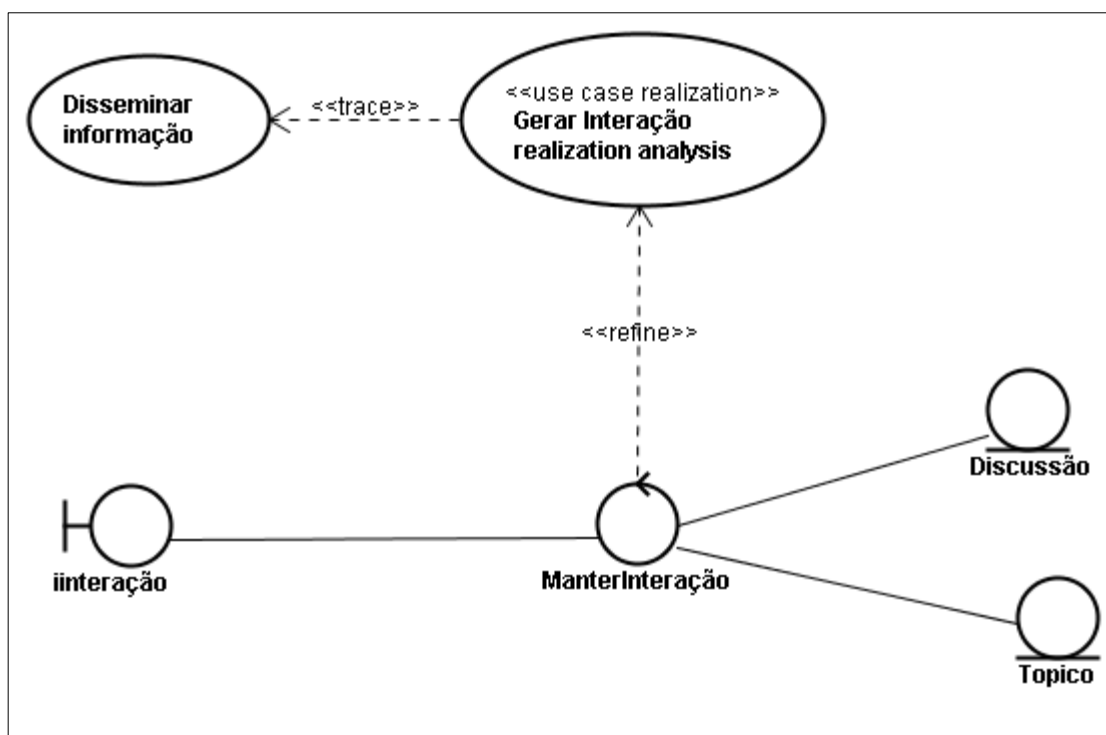 Disseminar
informação
<<trace>>
<<use case realization>>
Gerar Interação
realization analysis
<<refine>>
Discussão
iinteração
ManterInteração
Topico